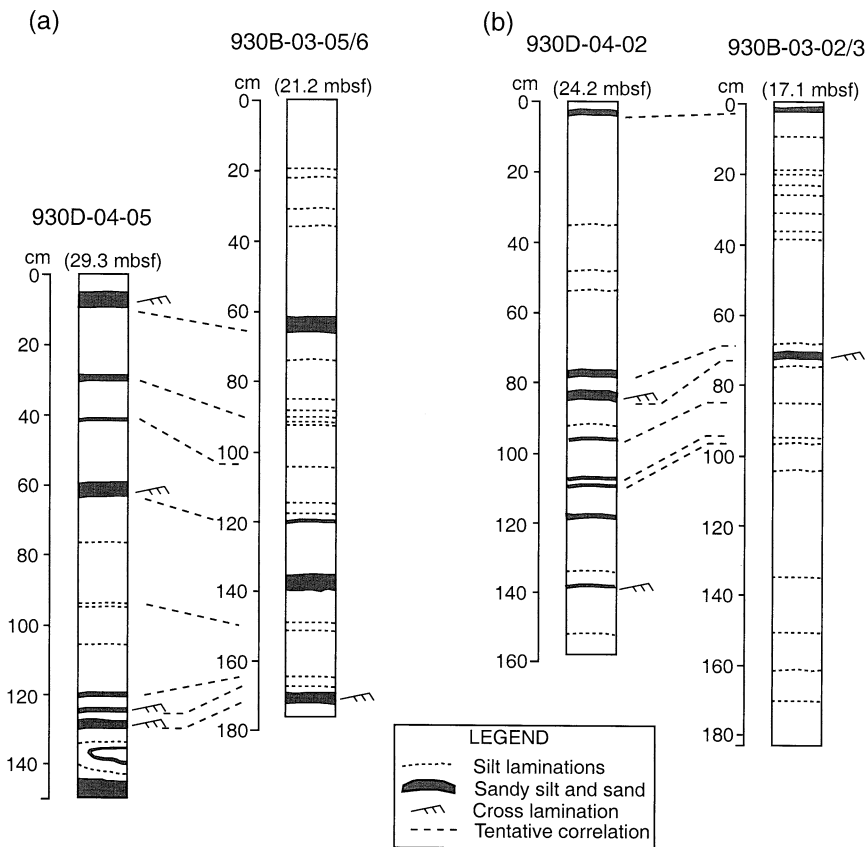 (a)
930B-03-05/6
cm (21.2 mbsf)
0
20
40
60
80
100
120
140
160
180
930D-04-05
cm (29.3 mbsf)
0
20
40
60
80
100
120
140
(b)
930D-04-02
cm (24.2 mbsf)
0
20
40
60
80
100
120
140
160
930B-03-02/3
cm (17.1 mbsf)
0
20
40
60
80
100
120
140
160
180
LEGEND
Silt laminations
Sandy silt and sand
Cross lamination
Tentative correlation